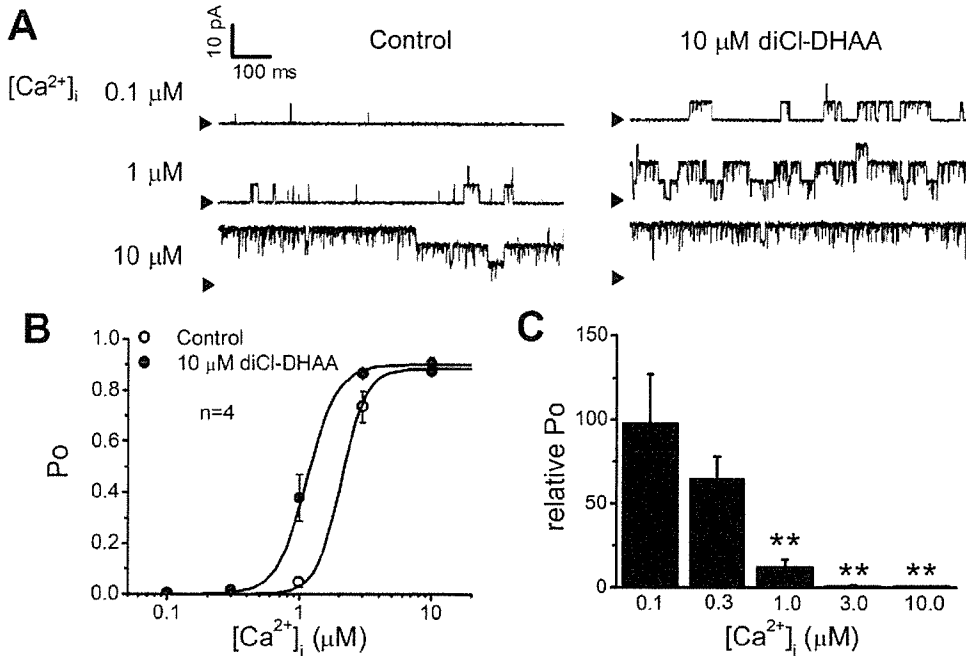 A
10 pA
100 ms
Control
10 μM diCl-DHAA
[Ca²⁺]ᵢ 0.1 μM
1 μM
10 μM
B
Control
10 μM diCl-DHAA
n=4
Po
1.0
0.8
0.6
0.4
0.2
0.0
0.1 1 10
[Ca²⁺]ᵢ (μM)
C
relative Po
150
100
50
0
** ** **
0.1 0.3 1.0 3.0 10.0
[Ca²⁺]ᵢ (μM)